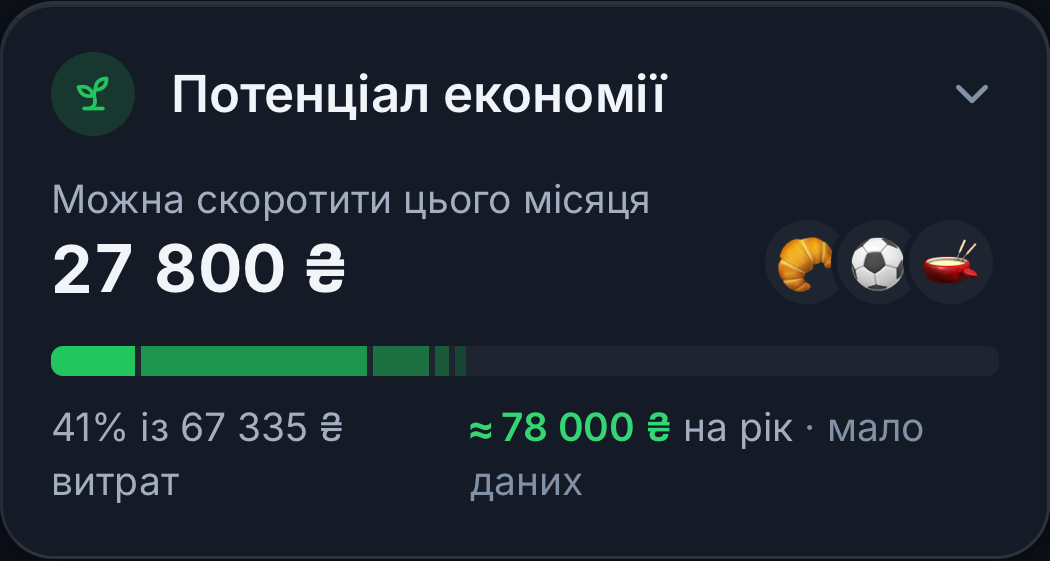 Потенціал економії
Можна скоротити цього місяця
27 800 ₴
41% із 67 335 ₴
витрат
≈ 78 000 ₴ на рік · мало
даних